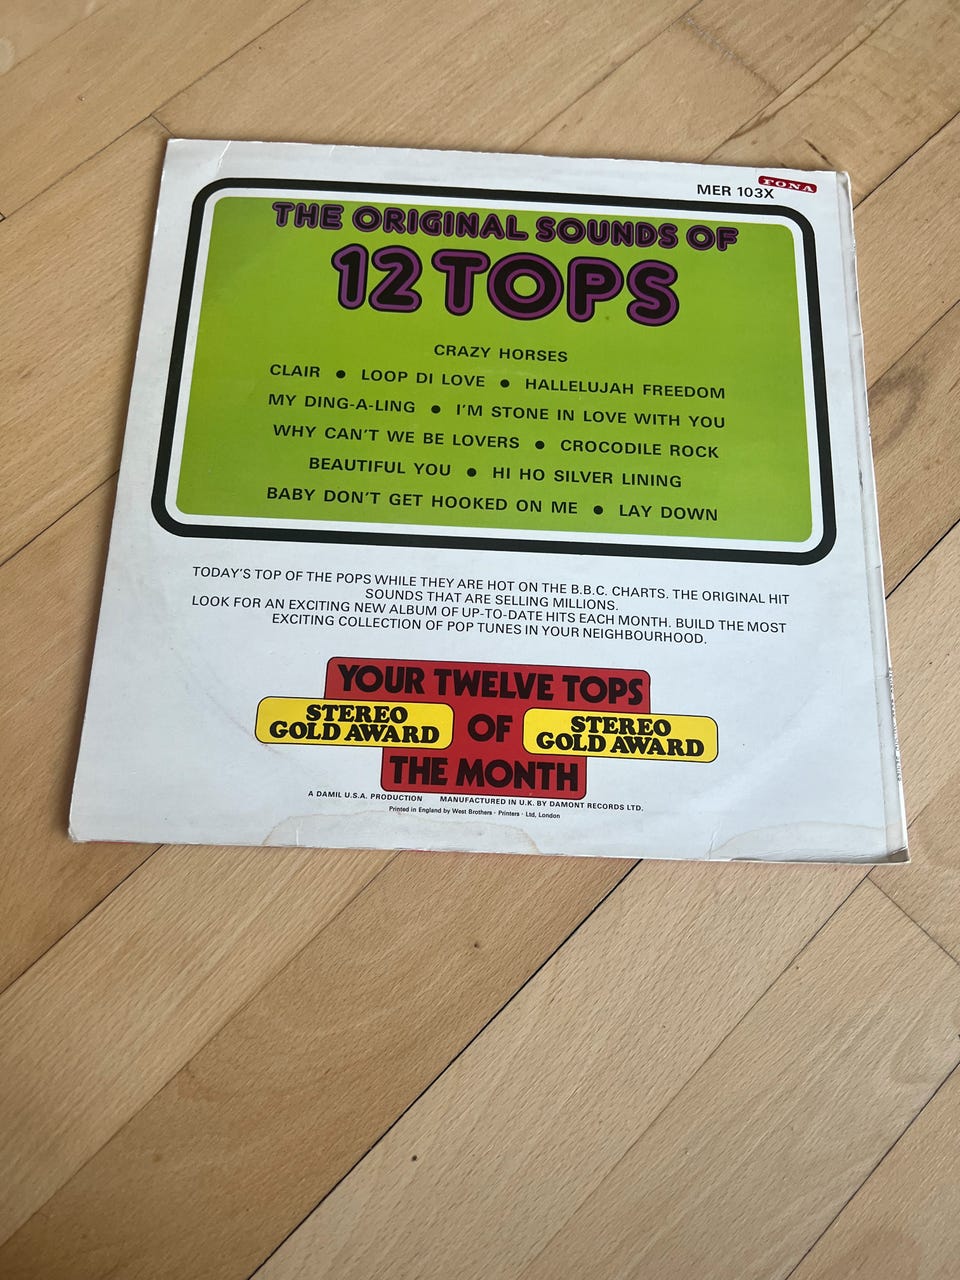 FONA
MER 103X
THE ORIGINAL SOUNDS OF
12 TOPS
CRAZY HORSES
CLAIR ● LOOP DI LOVE ● HALLELUJAH FREEDOM
MY DING-A-LING ● I'M STONE IN LOVE WITH YOU
WHY CAN'T WE BE LOVERS ● CROCODILE ROCK
BEAUTIFUL YOU ● HI HO SILVER LINING
BABY DON'T GET HOOKED ON ME ● LAY DOWN
TODAY'S TOP OF THE POPS WHILE THEY ARE HOT ON THE B.B.C. CHARTS. THE ORIGINAL HIT
SOUNDS THAT ARE SELLING MILLIONS.
LOOK FOR AN EXCITING NEW ALBUM OF UP-TO-DATE HITS EACH MONTH. BUILD THE MOST
EXCITING COLLECTION OF POP TUNES IN YOUR NEIGHBOURHOOD.
YOUR TWELVE TOPS
OF
THE MONTH
STEREO
GOLD AWARD
STEREO
GOLD AWARD
A DAMIL U.S.A. PRODUCTION MANUFACTURED IN U.K. BY DAMONT RECORDS LTD.
Printed in England by West Brothers · Printers · Ltd, London